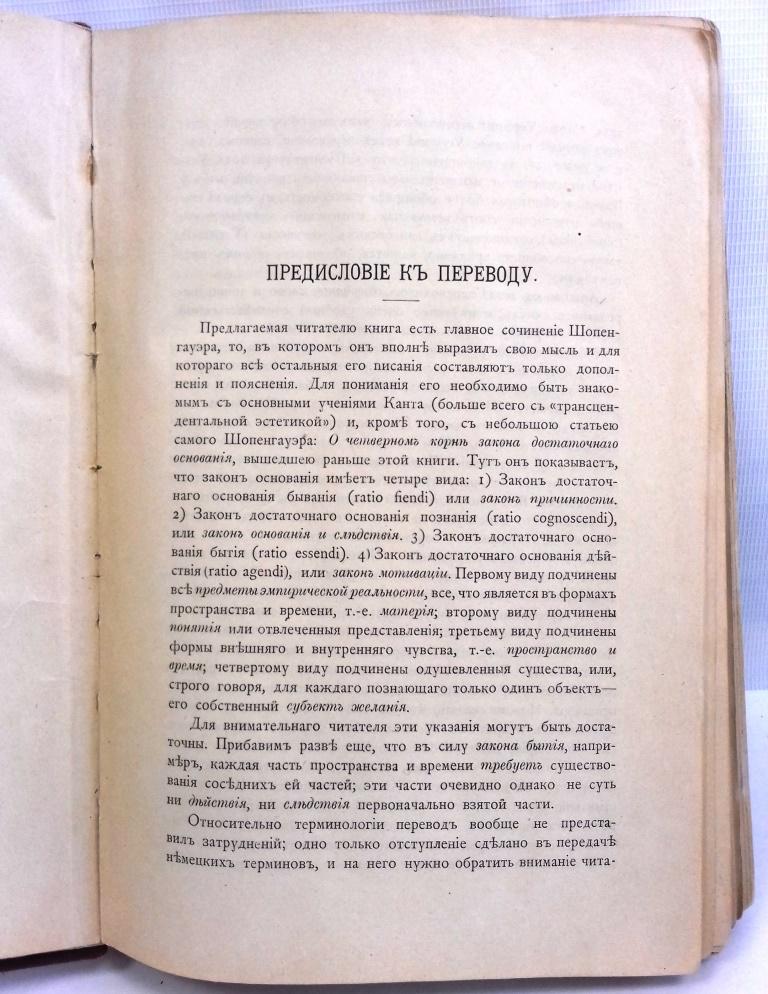 ПРЕДИСЛОВІЕ КЪ ПЕРЕВОДУ.
Предлагаемая читателю книга есть главное сочиненіе Шопен-
гауэра, то, въ которомъ онъ вполнѣ выразилъ свою мысль и для
котораго всѣ остальныя его писанія составляютъ только допол-
ненія и поясненія. Для пониманія его необходимо быть знако-
мымъ съ основными ученіями Канта (больше всего съ «трансцен-
дентальной эстетикой») и, кромѣ того, съ небольшою статьею
самого Шопенгауэра: О четверномъ корнѣ закона достаточнаго
основанія, вышедшею раньше этой книги. Тутъ онъ показываетъ,
что законъ основанія имѣетъ четыре вида: 1) Законъ достаточ-
наго основанія быванія (ratio fiendi) или законъ причинности.
2) Законъ достаточнаго основанія познанія (ratio cognoscendi),
или законъ основанія и слѣдствія. 3) Законъ достаточнаго осно-
ванія бытія (ratio essendi). 4) Законъ достаточнаго основанія дѣй-
ствія (ratio agendi), или законъ мотиваціи. Первому виду подчинены
всѣ предметы эмпирической реальности, все, что является въ формахъ
пространства и времени, т.-е. матерія; второму виду подчинены
понятія или отвлеченныя представленія; третьему виду подчинены
формы внѣшняго и внутренняго чувства, т.-е. пространство и
время; четвертому виду подчинены одушевленныя существа, или,
строго говоря, для каждаго познающаго только одинъ объектъ—
его собственный субъектъ желанія.
Для внимательнаго читателя эти указанія могутъ быть доста-
точны. Прибавимъ развѣ еще, что въ силу закона бытія, напри-
мѣръ, каждая часть пространства и времени требуетъ существо-
ванія сосѣднихъ ей частей; эти части очевидно однако не суть
ни дѣйствія, ни слѣдствія первоначально взятой части.
Относительно терминологіи переводъ вообще не предста-
вилъ затрудненій; одно только отступленіе сдѣлано въ передачѣ
нѣмецкихъ терминовъ, и на него нужно обратить вниманіе чита-